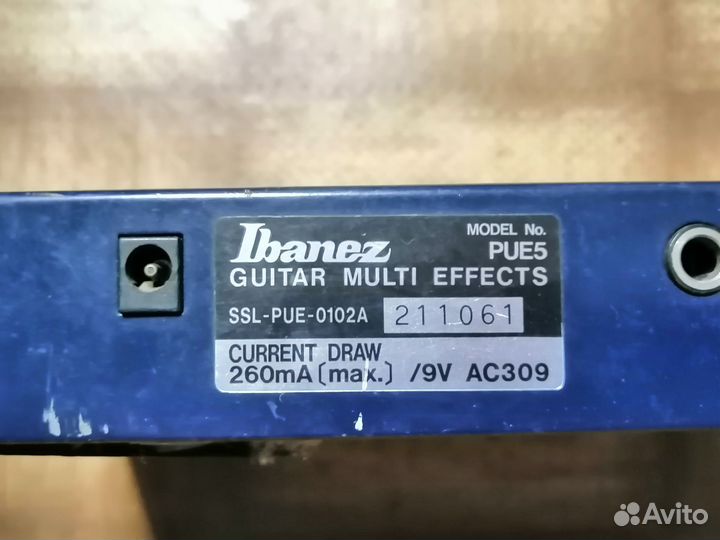 Ibanez MODEL No. PUE5
GUITAR MULTI EFFECTS
SSL-PUE-0102A 211061
CURRENT DRAW
260mA(max.) /9V AC309
Avito